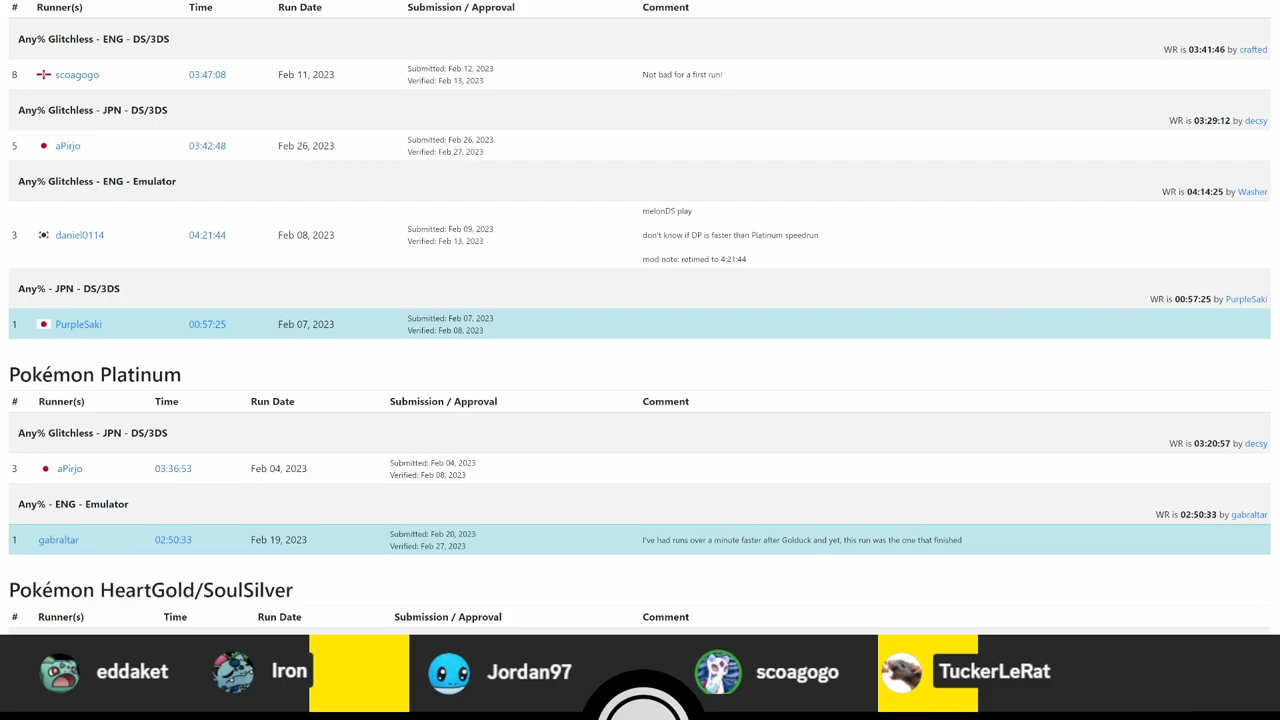 # Runner(s) Time Run Date Submission / Approval Comment
Any% Glitchless - ENG - DS/3DS
WR is 03:41:46 by crafted
8 scoagogo 03:47:08 Feb 11, 2023 Submitted: Feb 12, 2023 Not bad for a first run!
Verified: Feb 13, 2023
Any% Glitchless - JPN - DS/3DS
WR is 03:29:12 by decsy
5 aPirjo 03:42:48 Feb 26, 2023 Submitted: Feb 26, 2023
Verified: Feb 27, 2023
Any% Glitchless - ENG - Emulator
WR is 04:14:25 by Washer
melonDS play
3 daniel0114 04:21:44 Feb 08, 2023 Submitted: Feb 09, 2023 don't know if DP is faster than Platinum speedrun
Verified: Feb 13, 2023
mod note: retimed to 4:21:44
Any% - JPN - DS/3DS
WR is 00:57:25 by PurpleSaki
1 PurpleSaki 00:57:25 Feb 07, 2023 Submitted: Feb 07, 2023
Verified: Feb 08, 2023
Pokémon Platinum
# Runner(s) Time Run Date Submission / Approval Comment
Any% Glitchless - JPN - DS/3DS
WR is 03:20:57 by decsy
3 aPirjo 03:36:53 Feb 04, 2023 Submitted: Feb 04, 2023
Verified: Feb 08, 2023
Any% - ENG - Emulator
WR is 02:50:33 by gabraltar
1 gabraltar 02:50:33 Feb 19, 2023 Submitted: Feb 20, 2023 I've had runs over a minute faster after Golduck and yet, this run was the one that finished
Verified: Feb 27, 2023
Pokémon HeartGold/SoulSilver
# Runner(s) Time Run Date Submission / Approval Comment
eddaket Iron Jordan97 scoagogo TuckerLeRat